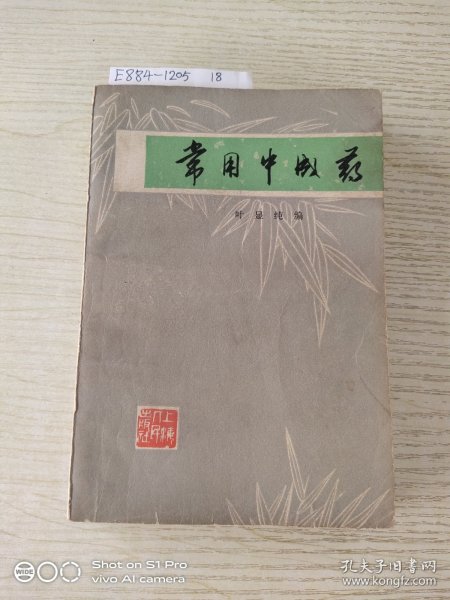 E884-1205 18
常用中成药
叶显纯编
上海
人民
出版社
Shot on S1 Pro
vivo AI camera
孔夫子旧书网
www.kongfz.com